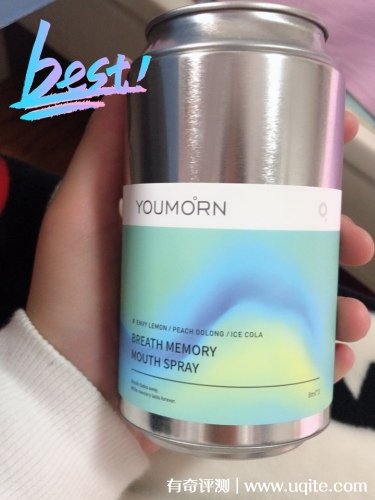 best!
YOUMORN
# ENVY LEMON / PEACH OOLONG / ICE COLA
BREATH MEMORY
MOUTH SPRAY
有奇评测 | www.uqite.com